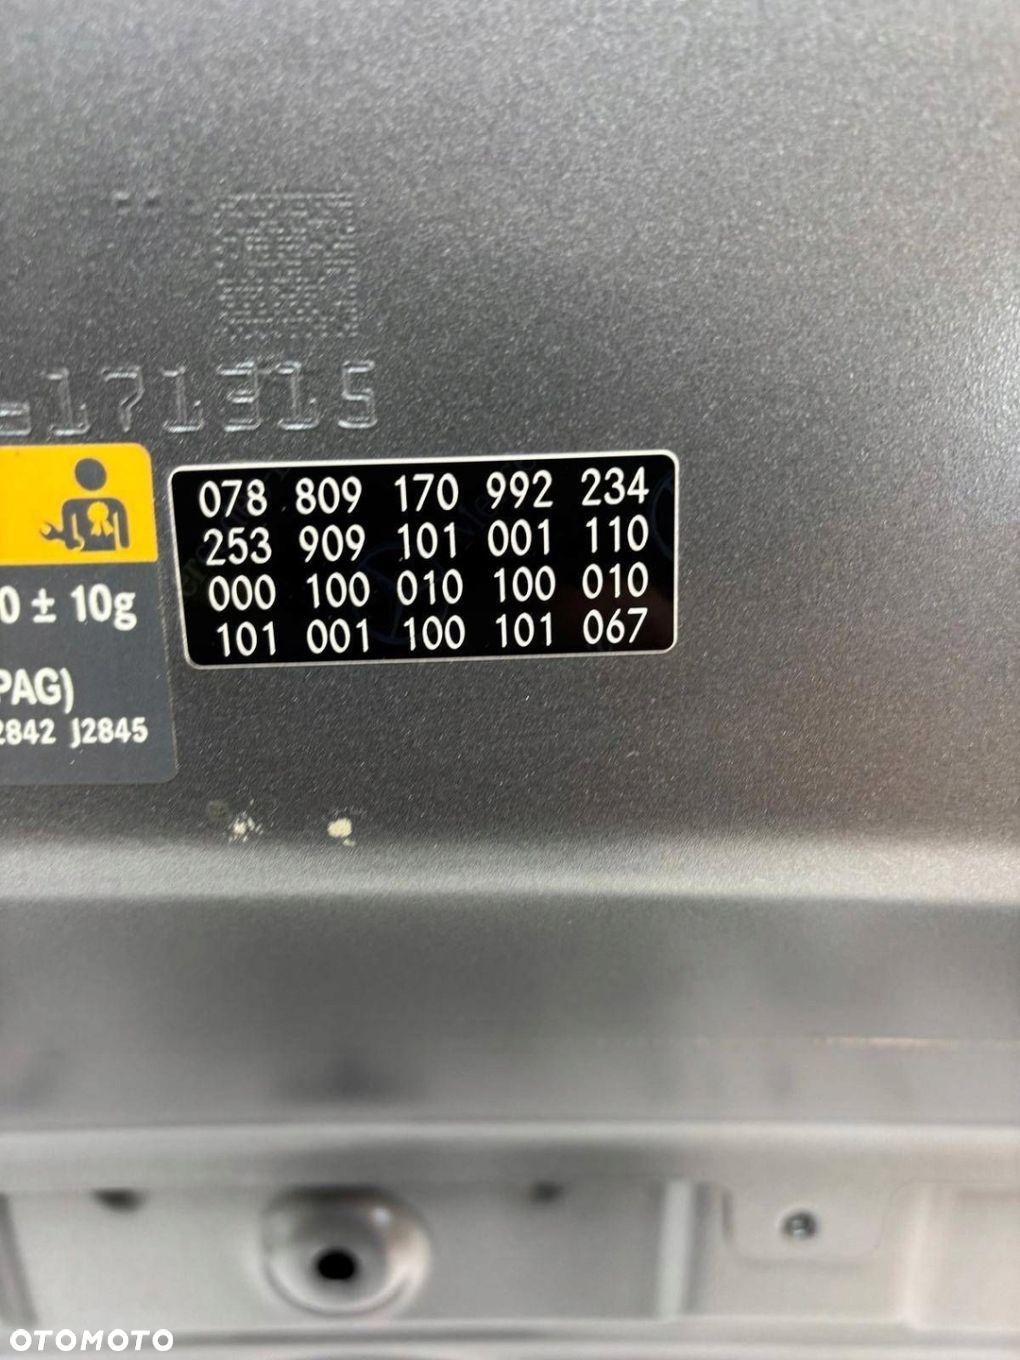 171315
078 809 170 992 234
253 909 101 001 110
000 100 010 100 010
101 001 100 101 067
0 ± 10g
PAG)
2842 J2845
OTOMOTO